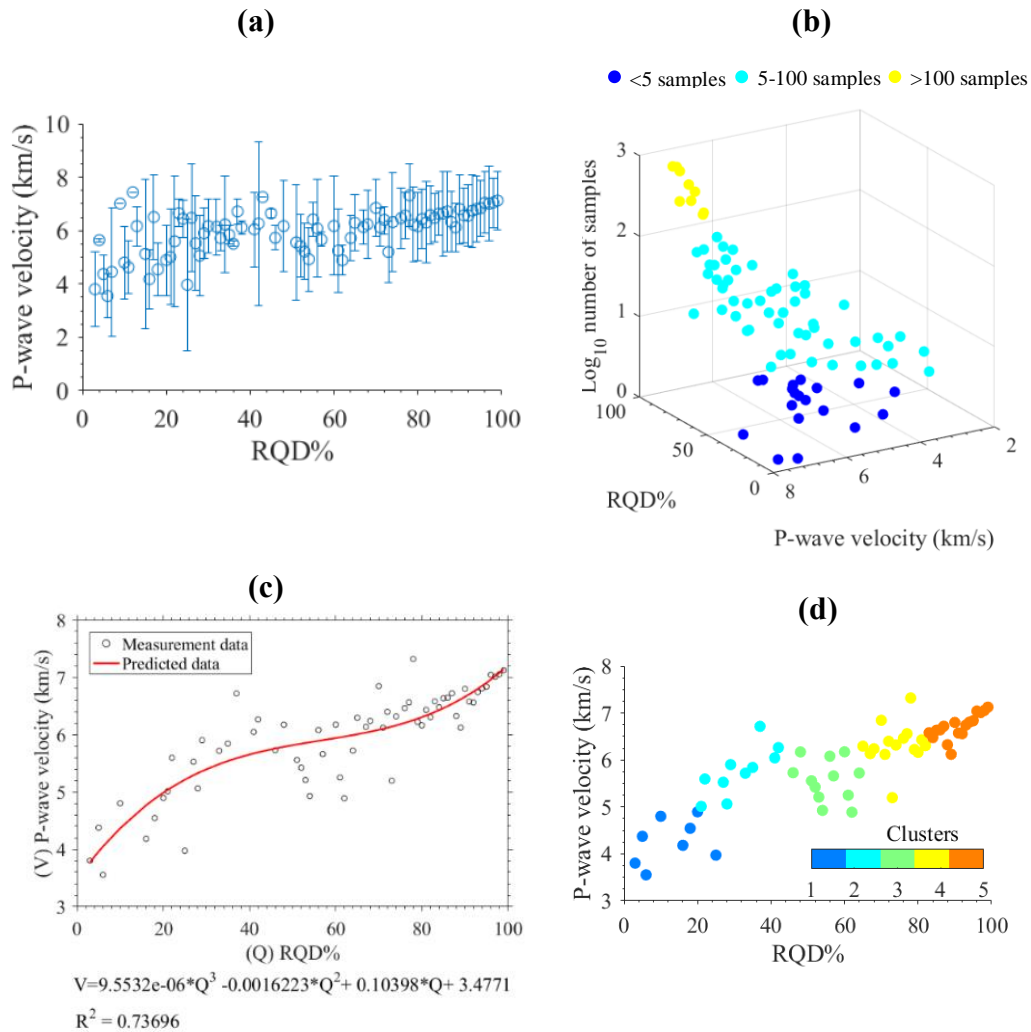 (a)
(b)
<5 samples 5-100 samples >100 samples
P-wave velocity (km/s)
10
8
6
4
2
0
0 20 40 60 80 100
RQD%
Log10 number of samples
3
2
1
0
100
50
0
RQD%
8
6
4
2
P-wave velocity (km/s)
(c)
(d)
(V) P-wave velocity (km/s)
8
7
6
5
4
3
Measurement data
Predicted data
0 20 40 60 80 100
(Q) RQD%
V=9.5532e-06*Q³ -0.0016223*Q²+ 0.10398*Q+ 3.4771
R² = 0.73696
P-wave velocity (km/s)
8
7
6
5
4
3
Clusters
1 2 3 4 5
0 20 40 60 80 100
RQD%